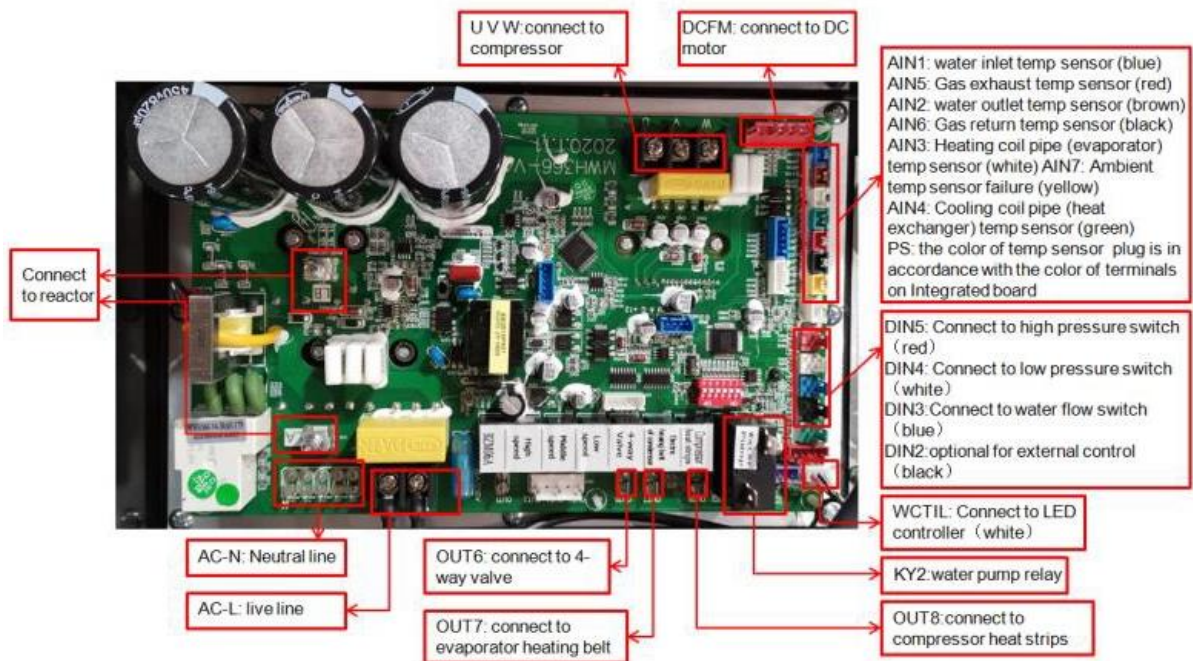 U V W: connect to
compressor
DCFM: connect to DC
motor
AIN1: water inlet temp sensor (blue)
AIN5: Gas exhaust temp sensor (red)
AIN2: water outlet temp sensor (brown)
AIN6: Gas return temp sensor (black)
AIN3: Heating coil pipe (evaporator)
temp sensor (white) AIN7: Ambient
temp sensor failure (yellow)
AIN4: Cooling coil pipe (heat
exchanger) temp sensor (green)
PS: the color of temp sensor plug is in
accordance with the color of terminals
on Integrated board
450V820μF
U V W
2020.1.11
MWH366-V
Connect
to reactor
DIN5: Connect to high pressure switch
(red)
DIN4: Connect to low pressure switch
(white)
DIN3:Connect to water flow switch
(blue)
DIN2: optional for external control
(black)
High speed
Middle speed
Low speed
4-way Valve
WCTIL: Connect to LED
controller (white)
AC-N: Neutral line
OUT6: connect to 4-
way valve
KY2:water pump relay
AC-L: live line
OUT7: connect to
evaporator heating belt
OUT8:connect to
compressor heat strips